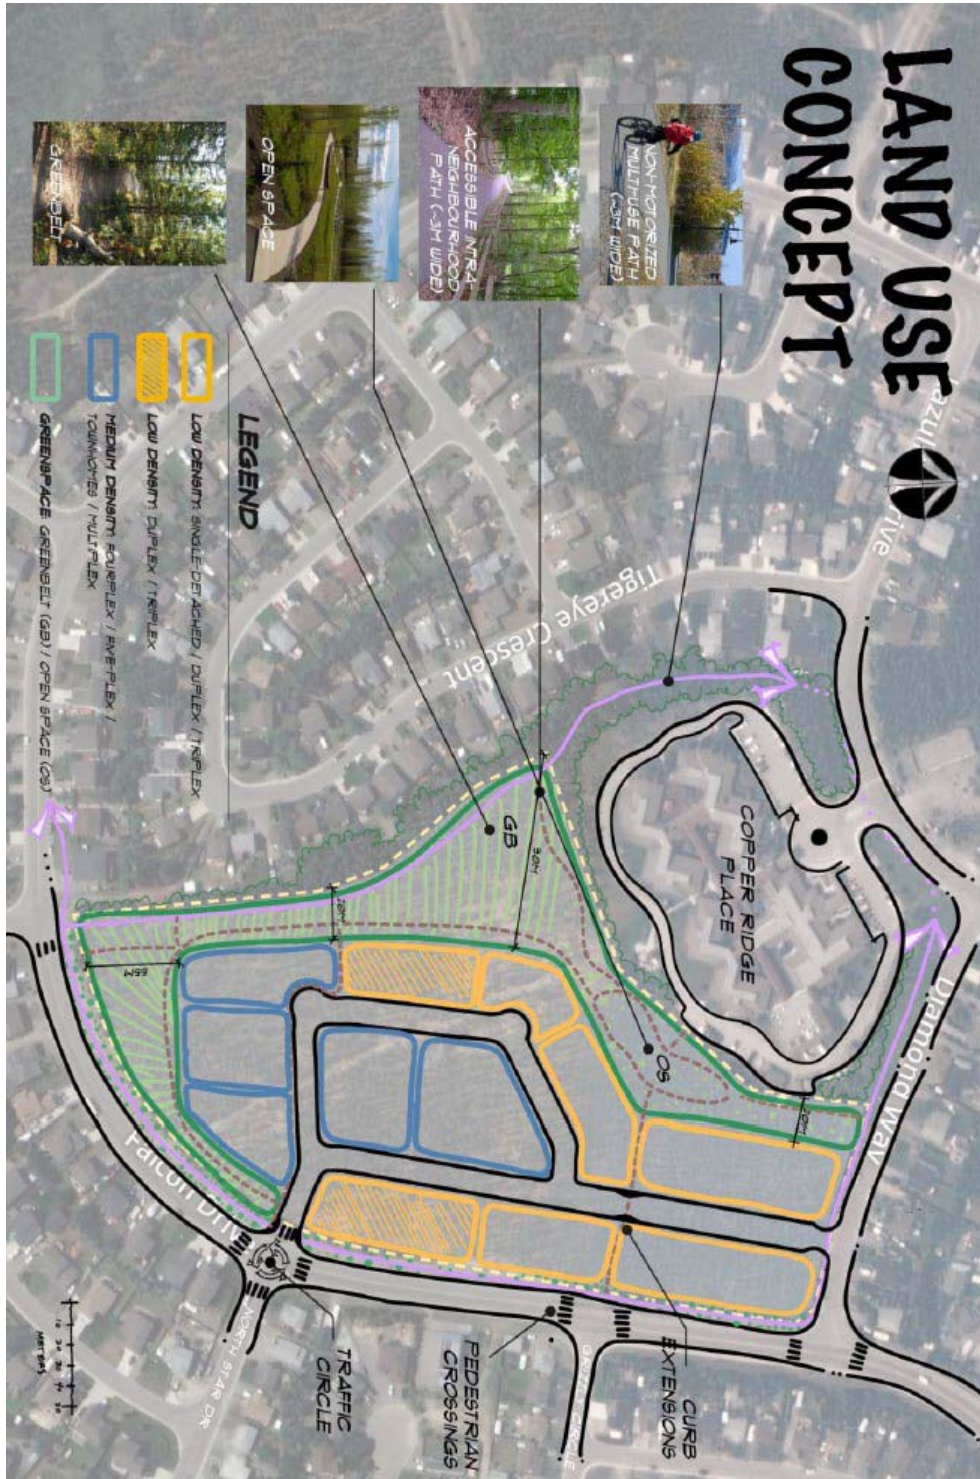 LAND USE
CONCEPT
NON-MOTORIZED
MULTI-USE PATH
(~3M WIDE)
ACCESSIBLE INTRA-
NEIGHBOURHOOD
PATH (~3M WIDE)
OPEN SPACE
GREENBELT
LEGEND
LOW DENSITY: SINGLE-DETACHED / DUPLEX / TRIPLEX
LOW DENSITY: DUPLEX / TRIPLEX
MEDIUM DENSITY: FOURPLEX / FIVE-PLEX /
TOWNHOMES / MULTIPLEX
GREENSPACE: GREENBELT (GB) / OPEN SPACE (OS)
Tigereye Crescent
COPPER RIDGE
PLACE
Diamond Way
GB
OS
Falcon Drive
NORTH STAR DR
TRAFFIC
CIRCLE
PEDESTRIAN
CROSSINGS
CURB
EXTENSIONS
METERS